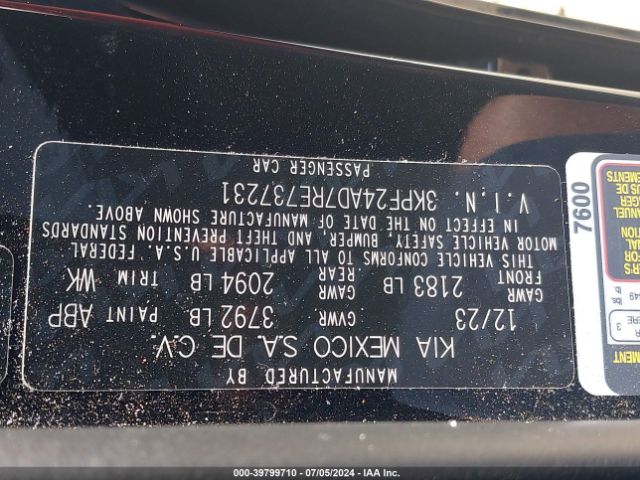 MANUFACTURED BY
KIA MEXICO S.A. DE C.V.
12/23 GVWR: 3792 LB PAINT ABP
GAWR FRONT 2183 LB GAWR REAR 2094 LB TRIM WK
THIS VEHICLE CONFORMS TO ALL APPLICABLE U.S.A. FEDERAL
MOTOR VEHICLE SAFETY, BUMPER, AND THEFT PREVENTION STANDARDS
IN EFFECT ON THE DATE OF MANUFACTURE SHOWN ABOVE.
V.I.N. 3KPF24AD7RE737231
PASSENGER CAR
7600
000-39799710 - 07/05/2024 - IAA Inc.